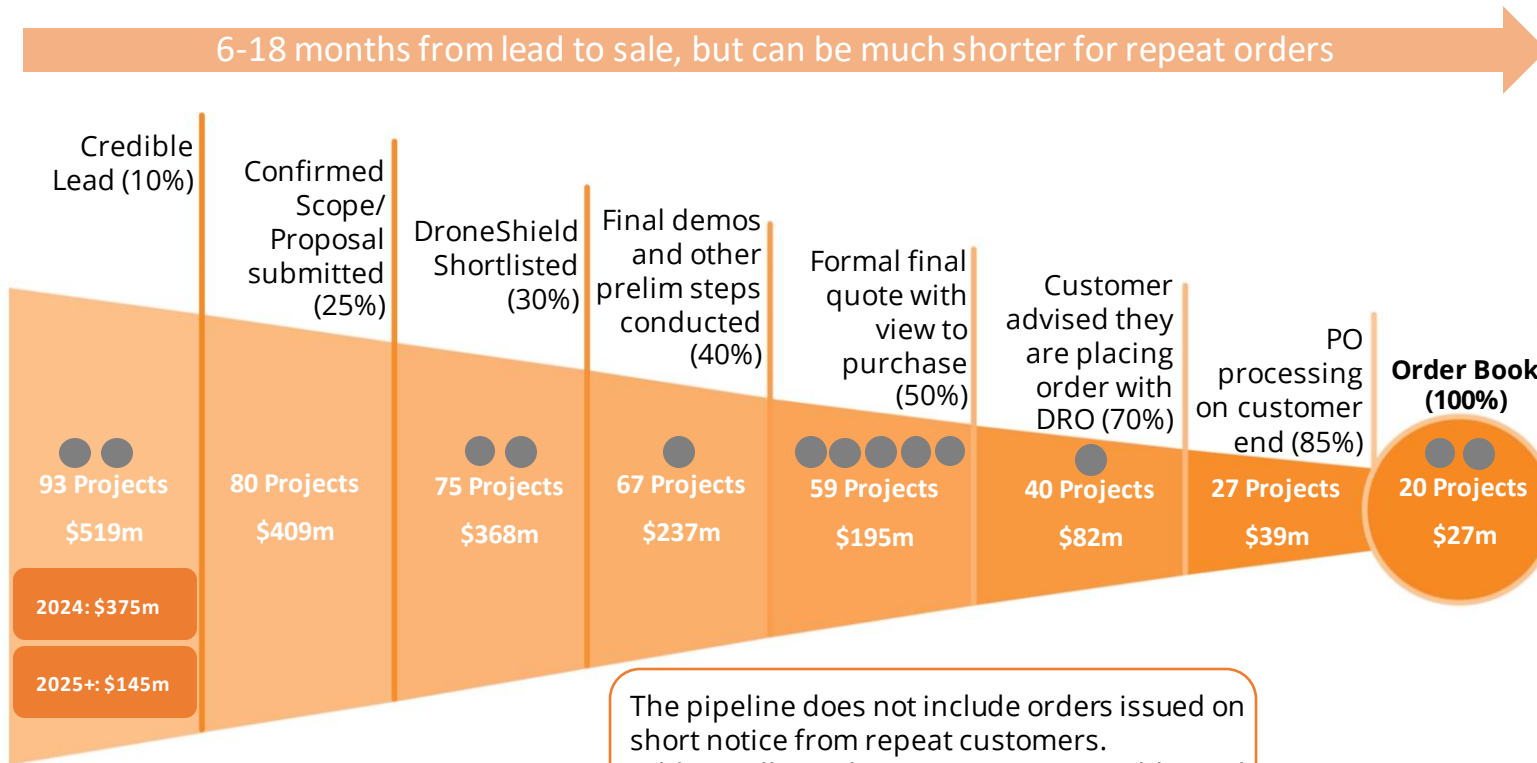 6-18 months from lead to sale, but can be much shorter for repeat orders
Credible
Lead (10%)
Confirmed
Scope/
Proposal
submitted
(25%)
DroneShield
Shortlisted
(30%)
Final demos
and other
prelim steps
conducted
(40%)
Formal final
quote with
view to
purchase
(50%)
Customer
advised they
are placing
order with
DRO (70%)
PO
processing
on customer
end (85%)
Order Book
(100%)
93 Projects
$519m
80 Projects
$409m
75 Projects
$368m
67 Projects
$237m
59 Projects
$195m
40 Projects
$82m
27 Projects
$39m
20 Projects
$27m
2024: $375m
2025+: $145m
The pipeline does not include orders issued on
short notice from repeat customers.